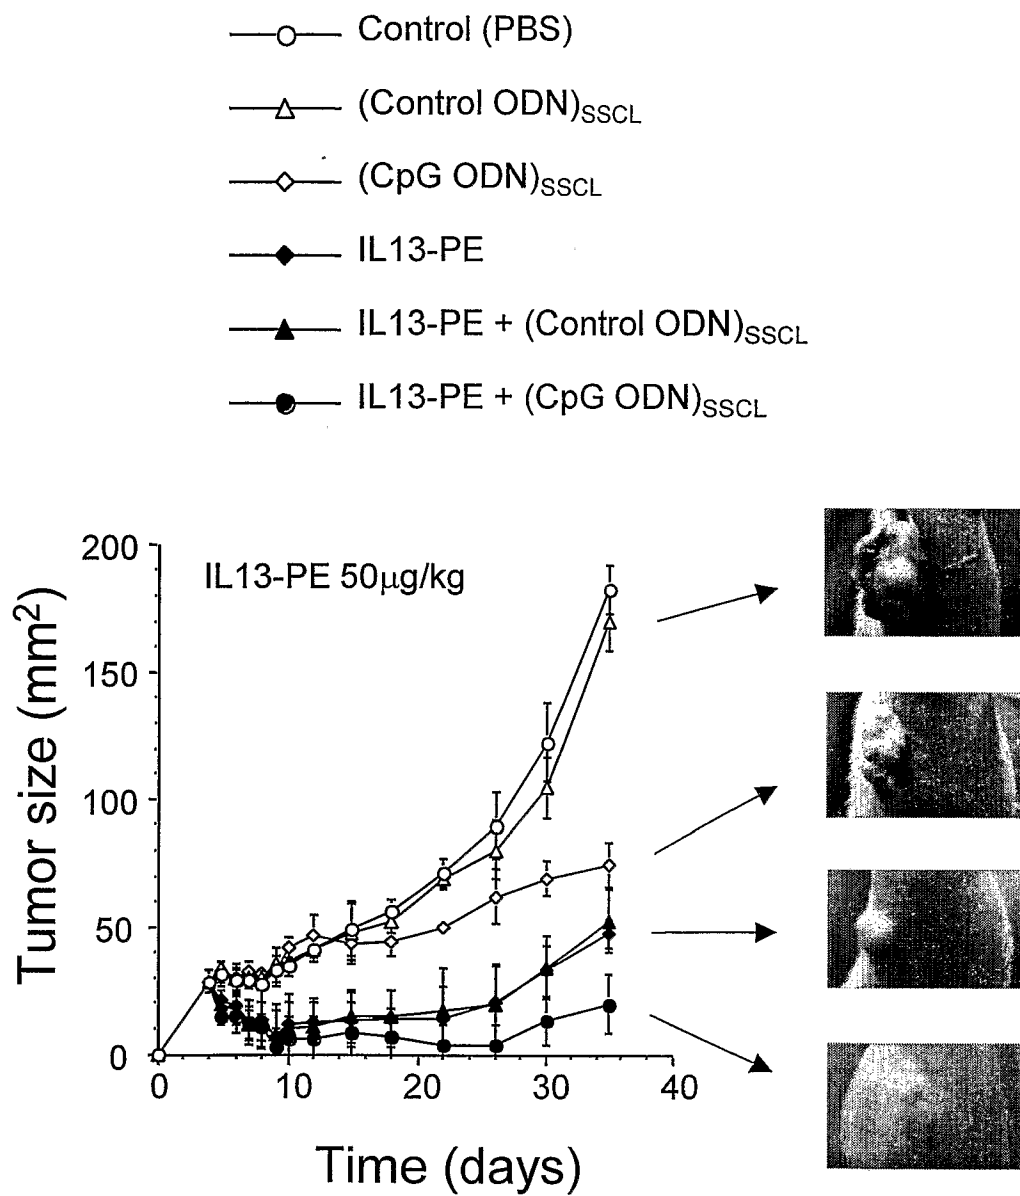 Control (PBS)
(Control ODN)SSCL
(CpG ODN)SSCL
IL13-PE
IL13-PE + (Control ODN)SSCL
IL13-PE + (CpG ODN)SSCL
IL13-PE 50μg/kg
Tumor size (mm2)
200
150
100
50
0
0
10
20
30
40
Time (days)